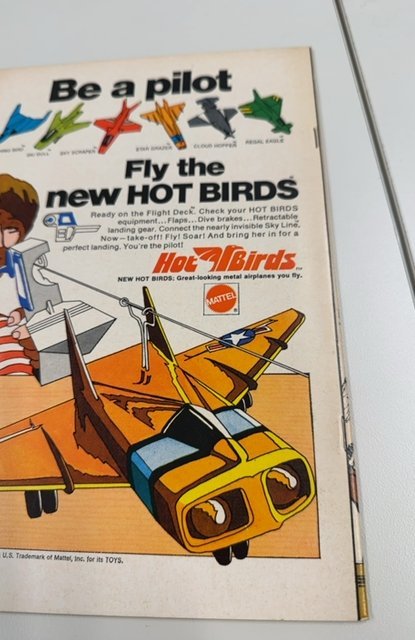 Be a pilot
SKI GULL SKY SCRAPER STAR GRAZER CLOUD HOPPER REGAL EAGLE
Fly the
new HOT BIRDS
Ready on the Flight Deck. Check your HOT BIRDS
equipment...Flaps...Dive brakes...Retractable
landing gear. Connect the nearly invisible Sky Line.
Now—take-off! Fly! Soar! And bring her in for a
perfect landing. You're the pilot!
Hot Birds™
NEW HOT BIRDS: Great-looking metal airplanes you fly.
MATTEL
U.S. Trademark of Mattel, Inc. for its TOYS.